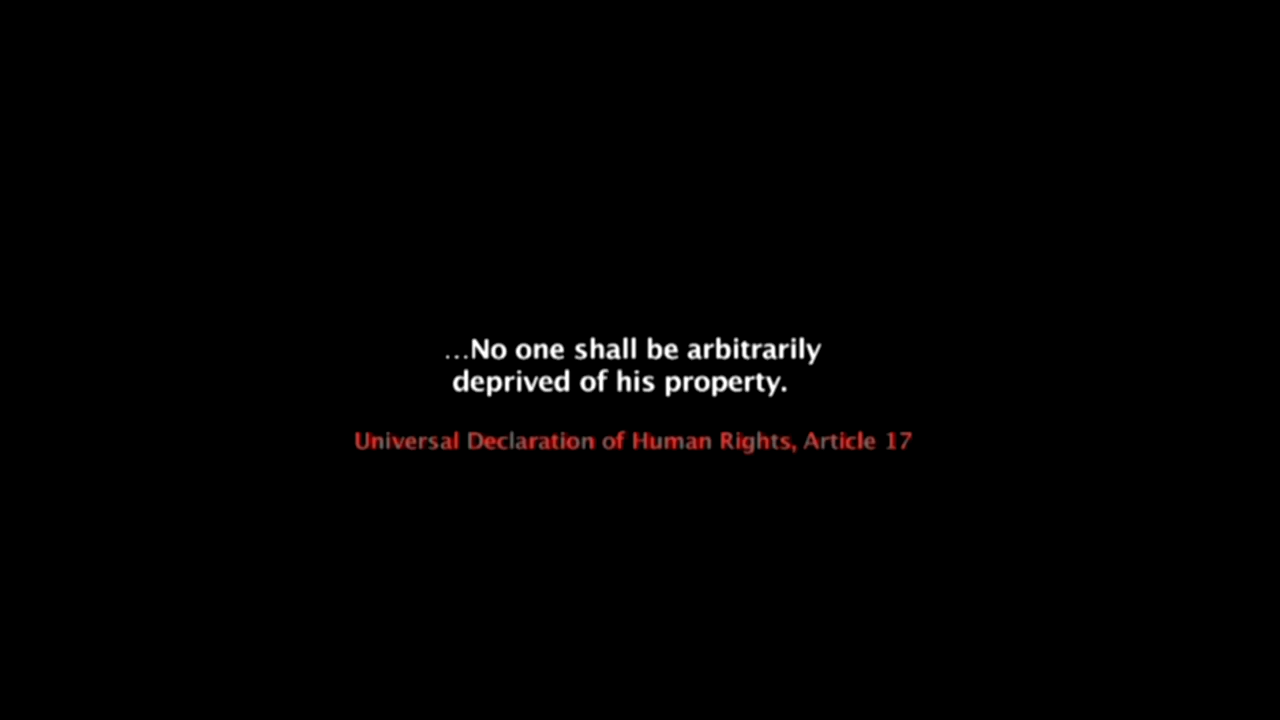 …No one shall be arbitrarily
deprived of his property.
Universal Declaration of Human Rights, Article 17